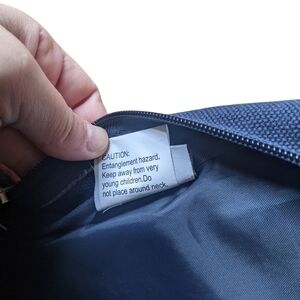 CAUTION:
Entanglement hazard.
Keep away from very
young children.Do
not place around neck.